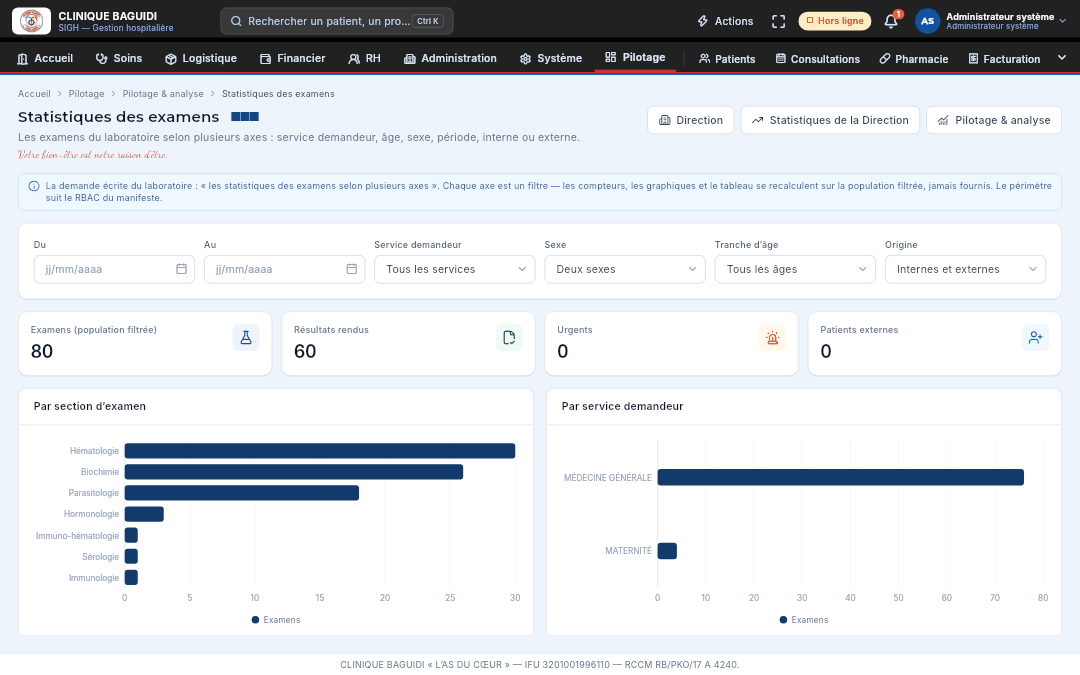 CLINIQUE BAGUIDI
SIGH — Gestion hospitalière
Rechercher un patient, un pro... Ctrl K
Actions
Hors ligne
1
AS
Administrateur système
Administrateur système
Accueil
Soins
Logistique
Financier
RH
Administration
Système
Pilotage
Patients
Consultations
Pharmacie
Facturation
Accueil > Pilotage > Pilotage & analyse > Statistiques des examens
Statistiques des examens
Les examens du laboratoire selon plusieurs axes : service demandeur, âge, sexe, période, interne ou externe.
Votre bien-être est notre raison d'être.
Direction
Statistiques de la Direction
Pilotage & analyse
La demande écrite du laboratoire : « les statistiques des examens selon plusieurs axes ». Chaque axe est un filtre — les compteurs, les graphiques et le tableau se recalculent sur la population filtrée, jamais fournis. Le périmètre
suit le RBAC du manifeste.
Du
Au
Service demandeur
Sexe
Tranche d'âge
Origine
jj/mm/aaaa
jj/mm/aaaa
Tous les services
Deux sexes
Tous les âges
Internes et externes
Examens (population filtrée)
80
Résultats rendus
60
Urgents
0
Patients externes
0
Par section d'examen
Hématologie
Biochimie
Parasitologie
Hormonologie
Immuno-hématologie
Sérologie
Immunologie
0 5 10 15 20 25 30
Examens
Par service demandeur
MÉDECINE GÉNÉRALE
MATERNITÉ
0 10 20 30 40 50 60 70 80
Examens
CLINIQUE BAGUIDI « L'AS DU CŒUR » — IFU 3201001996110 — RCCM RB/PKO/17 A 4240.